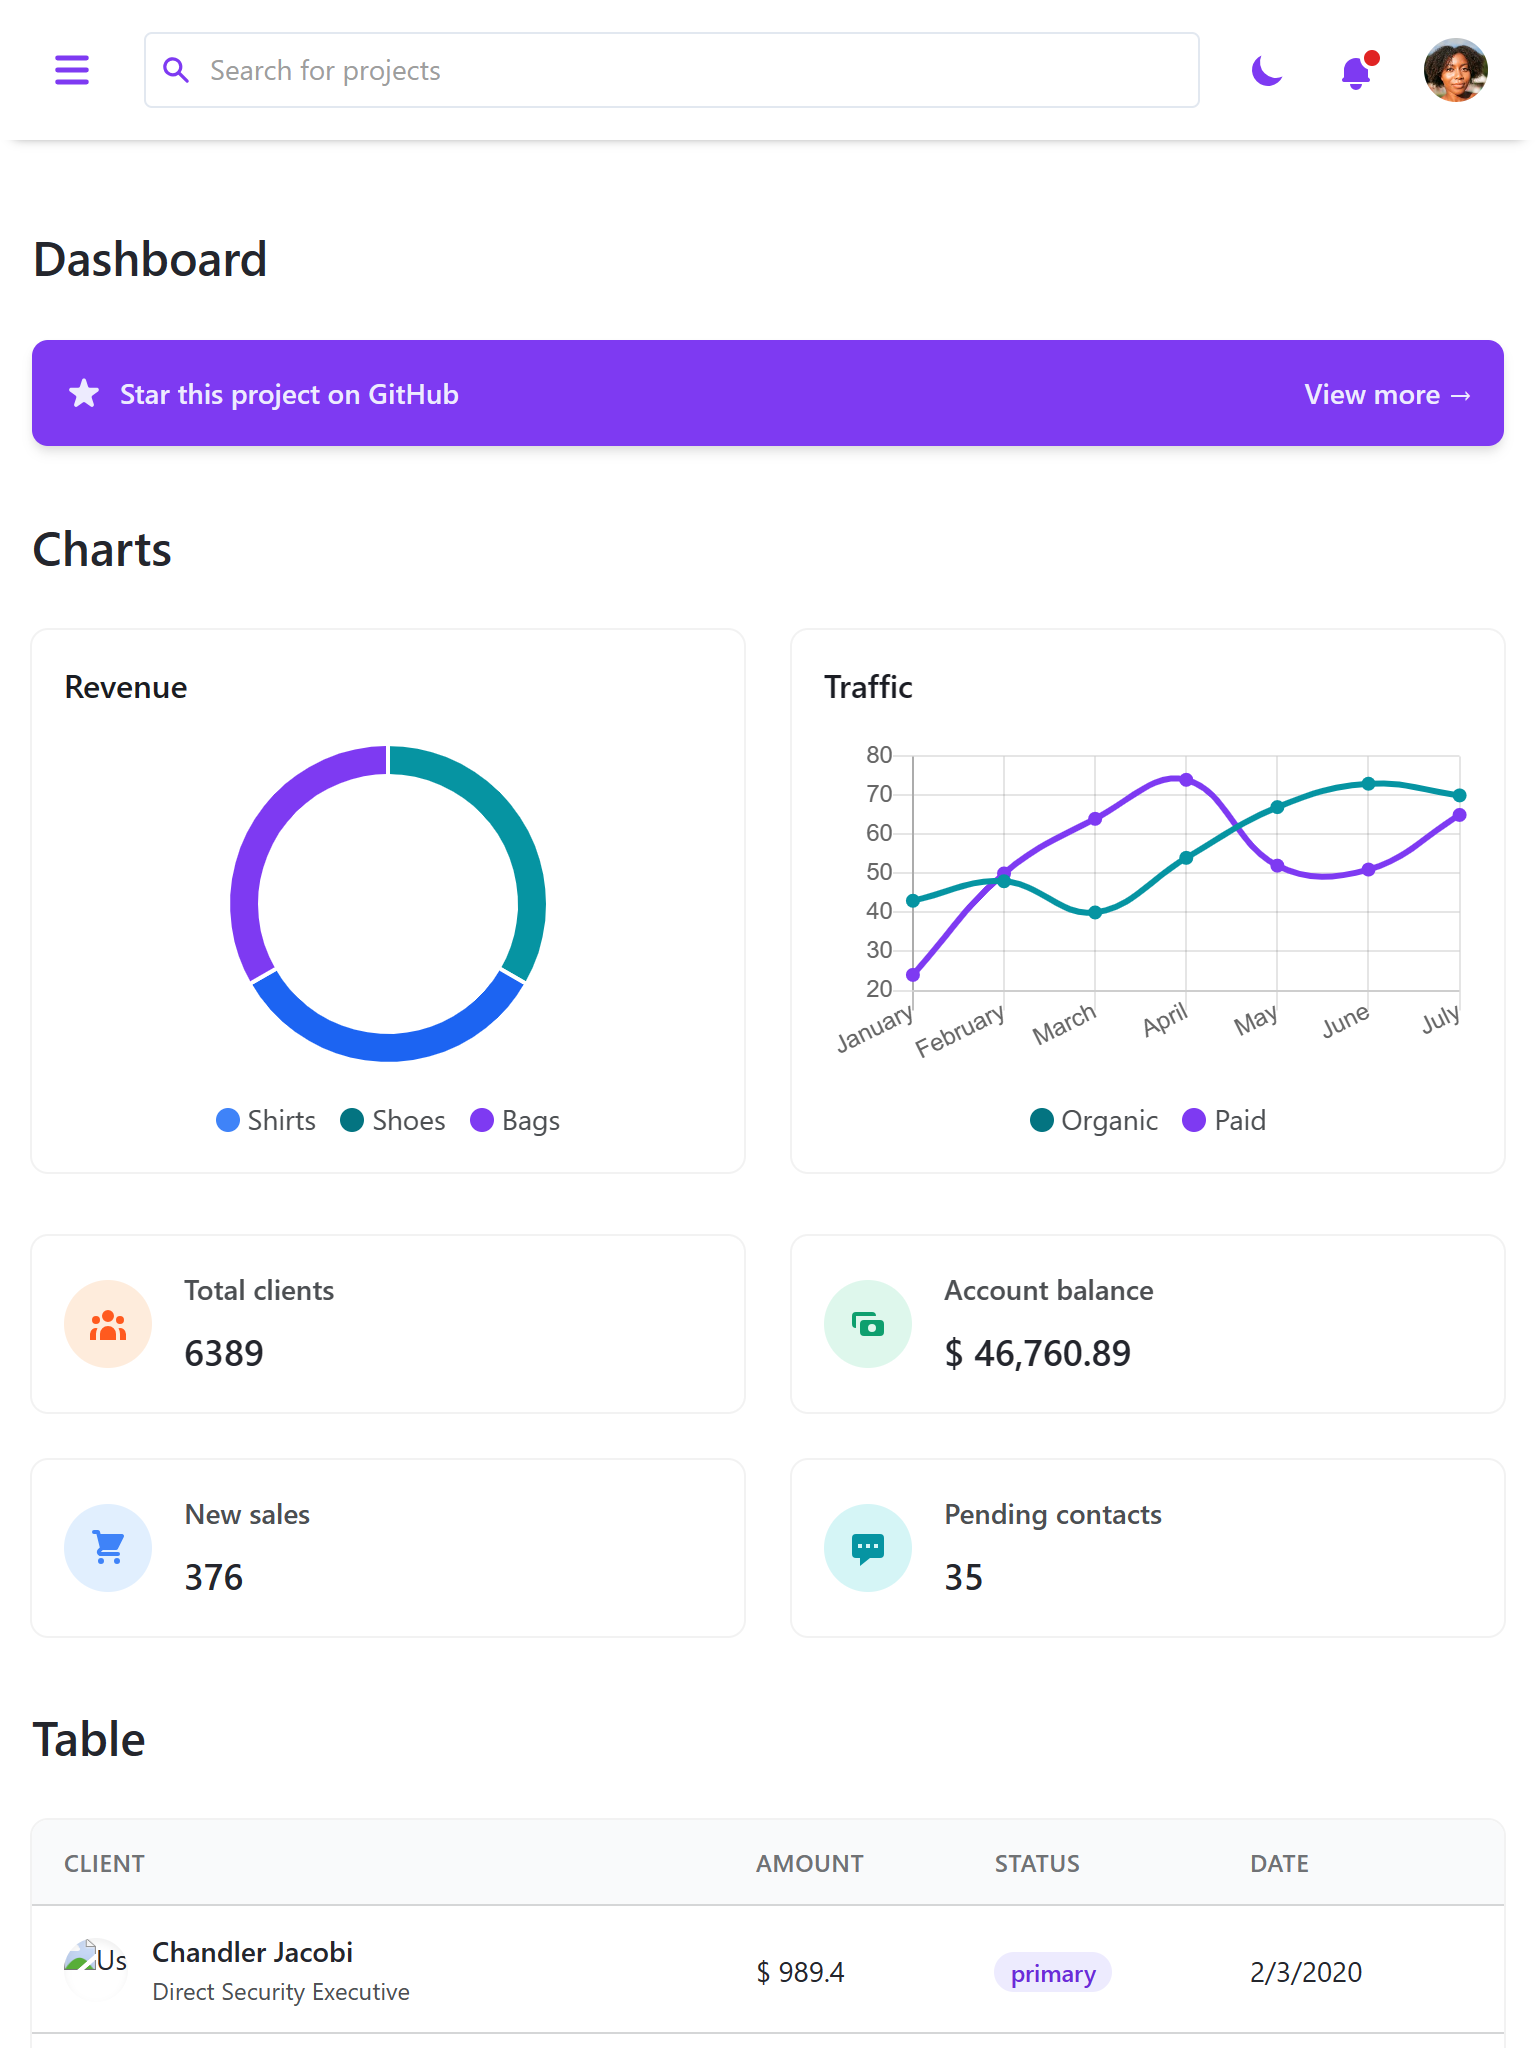 Search for projects
Dashboard
Star this project on GitHub
View more →
Charts
Revenue
Shirts
Shoes
Bags
Traffic
80
70
60
50
40
30
20
January
February
March
April
May
June
July
Organic
Paid
Total clients
6389
Account balance
$ 46,760.89
New sales
376
Pending contacts
35
Table
CLIENT AMOUNT STATUS DATE
Us
Chandler Jacobi
Direct Security Executive
$ 989.4
primary
2/3/2020